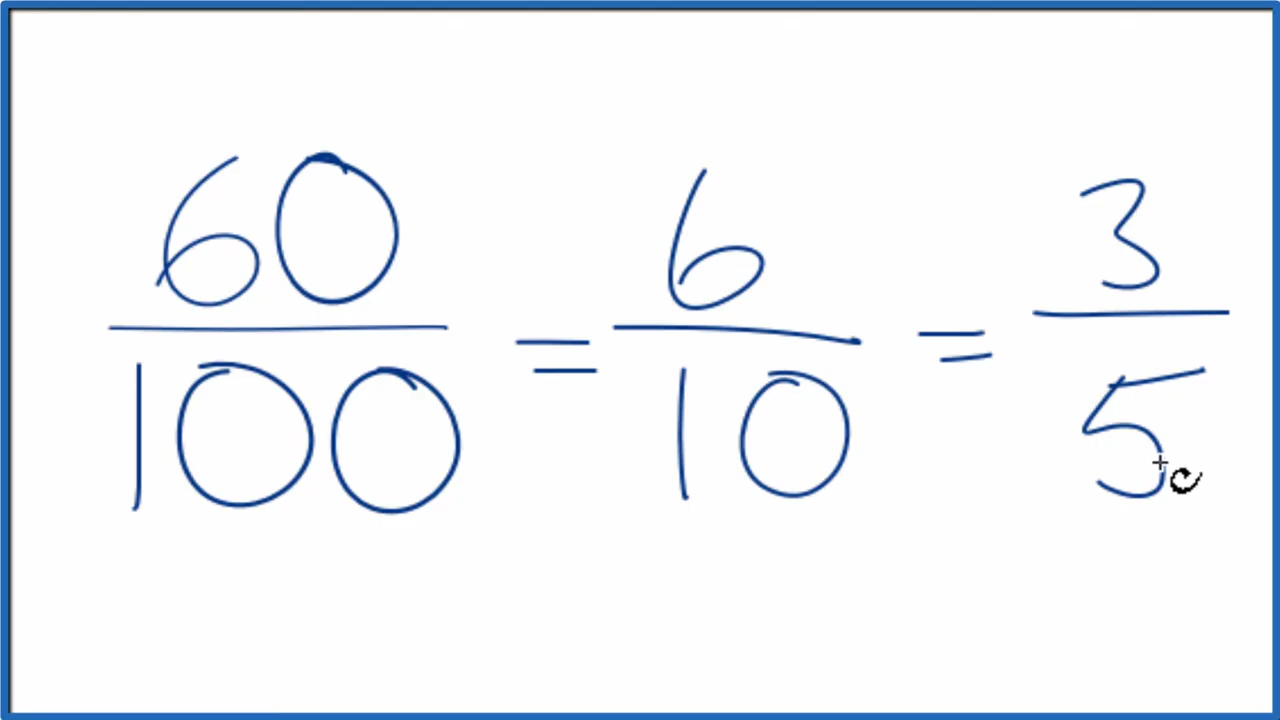 60/100 = 6/10 = 3/5